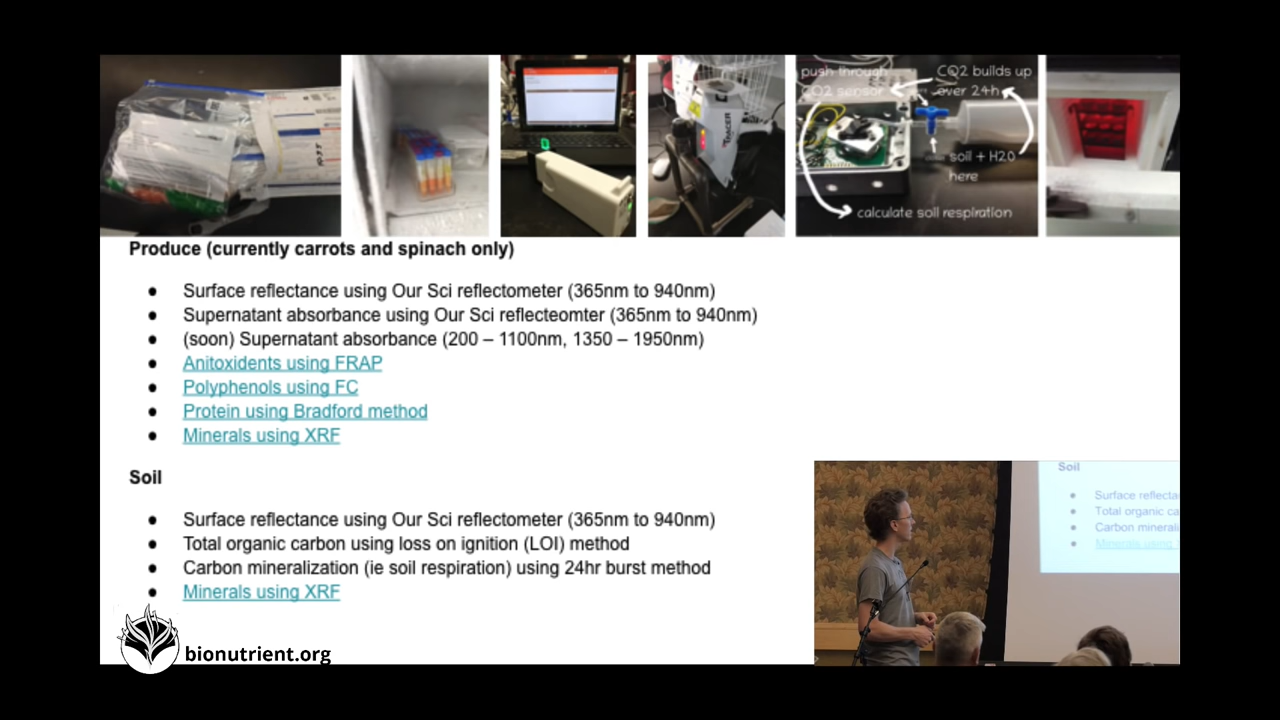 push through
CO2 sensor
CO2 builds up
over 24h
soil + H20
here
calculate soil respiration
TRACER
Produce (currently carrots and spinach only)
● Surface reflectance using Our Sci reflectometer (365nm to 940nm)
● Supernatant absorbance using Our Sci reflecteomter (365nm to 940nm)
● (soon) Supernatant absorbance (200 – 1100nm, 1350 – 1950nm)
● Anitoxidents using FRAP
● Polyphenols using FC
● Protein using Bradford method
● Minerals using XRF
Soil
● Surface reflectance using Our Sci reflectometer (365nm to 940nm)
● Total organic carbon using loss on ignition (LOI) method
● Carbon mineralization (ie soil respiration) using 24hr burst method
● Minerals using XRF
bionutrient.org
Soil
● Surface reflecta
● Total organic ca
● Carbon minerali
● Minerals using